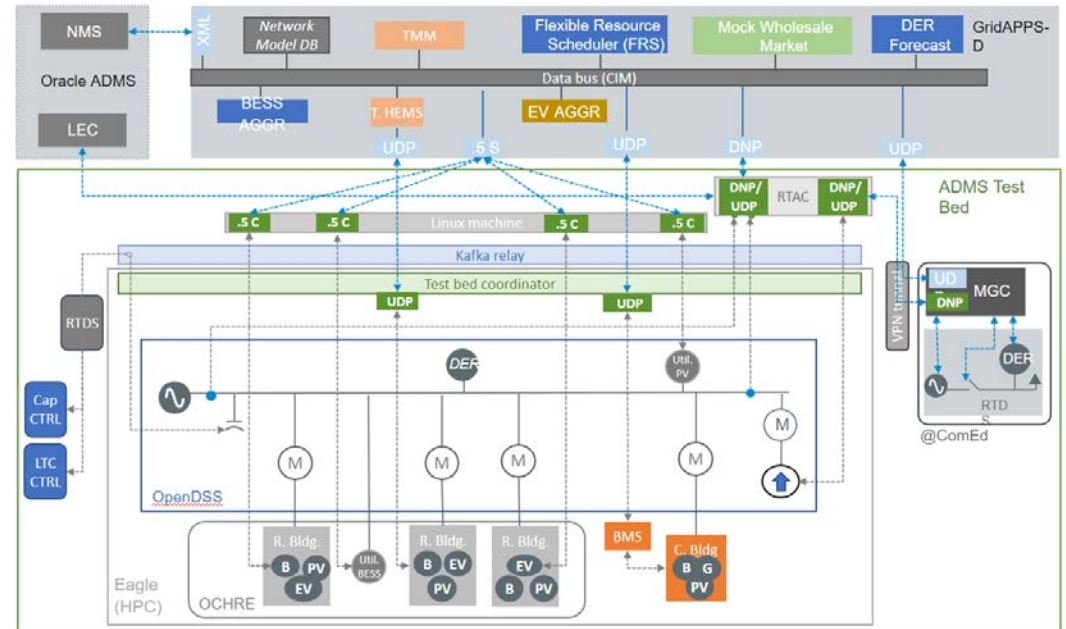 NMS
Oracle ADMS
LEC
XML
Network
Model DB
TMM
Flexible Resource
Scheduler (FRS)
Mock Wholesale
Market
DER
Forecast
GridAPPS-
D
Data bus (CIM)
BESS
AGGR
T. HEMS
EV AGGR
UDP
.5 S
UDP
DNP
UDP
ADMS Test
Bed
DNP/
UDP
RTAC
DNP/
UDP
.5 C
.5 C
Linux machine
.5 C
.5 C
Kafka relay
Test bed coordinator
UDP
UDP
VPN tunnel
UD
DNP
MGC
DER
RTD
S
@ComEd
RTDS
Cap
CTRL
LTC
CTRL
DER
Util.
PV
M
M
M
M
M
OpenDSS
R. Bldg.
B
PV
EV
Util.
BESS
R. Bldg.
B
EV
PV
R. Bldg.
EV
B
PV
BMS
C. Bldg
B
G
PV
Eagle
(HPC)
OCHRE